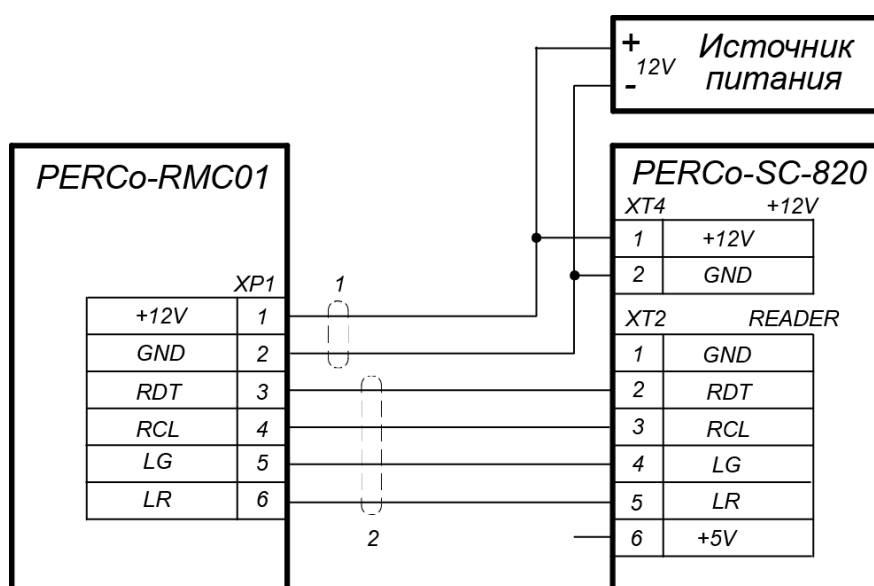 + Источник
12V питания
-
PERCo-RMC01
PERCo-SC-820
XT4 +12V
1 +12V
2 GND
XP1 1
+12V 1
GND 2
RDT 3
RCL 4
LG 5
LR 6
2
XT2 READER
1 GND
2 RDT
3 RCL
4 LG
5 LR
6 +5V